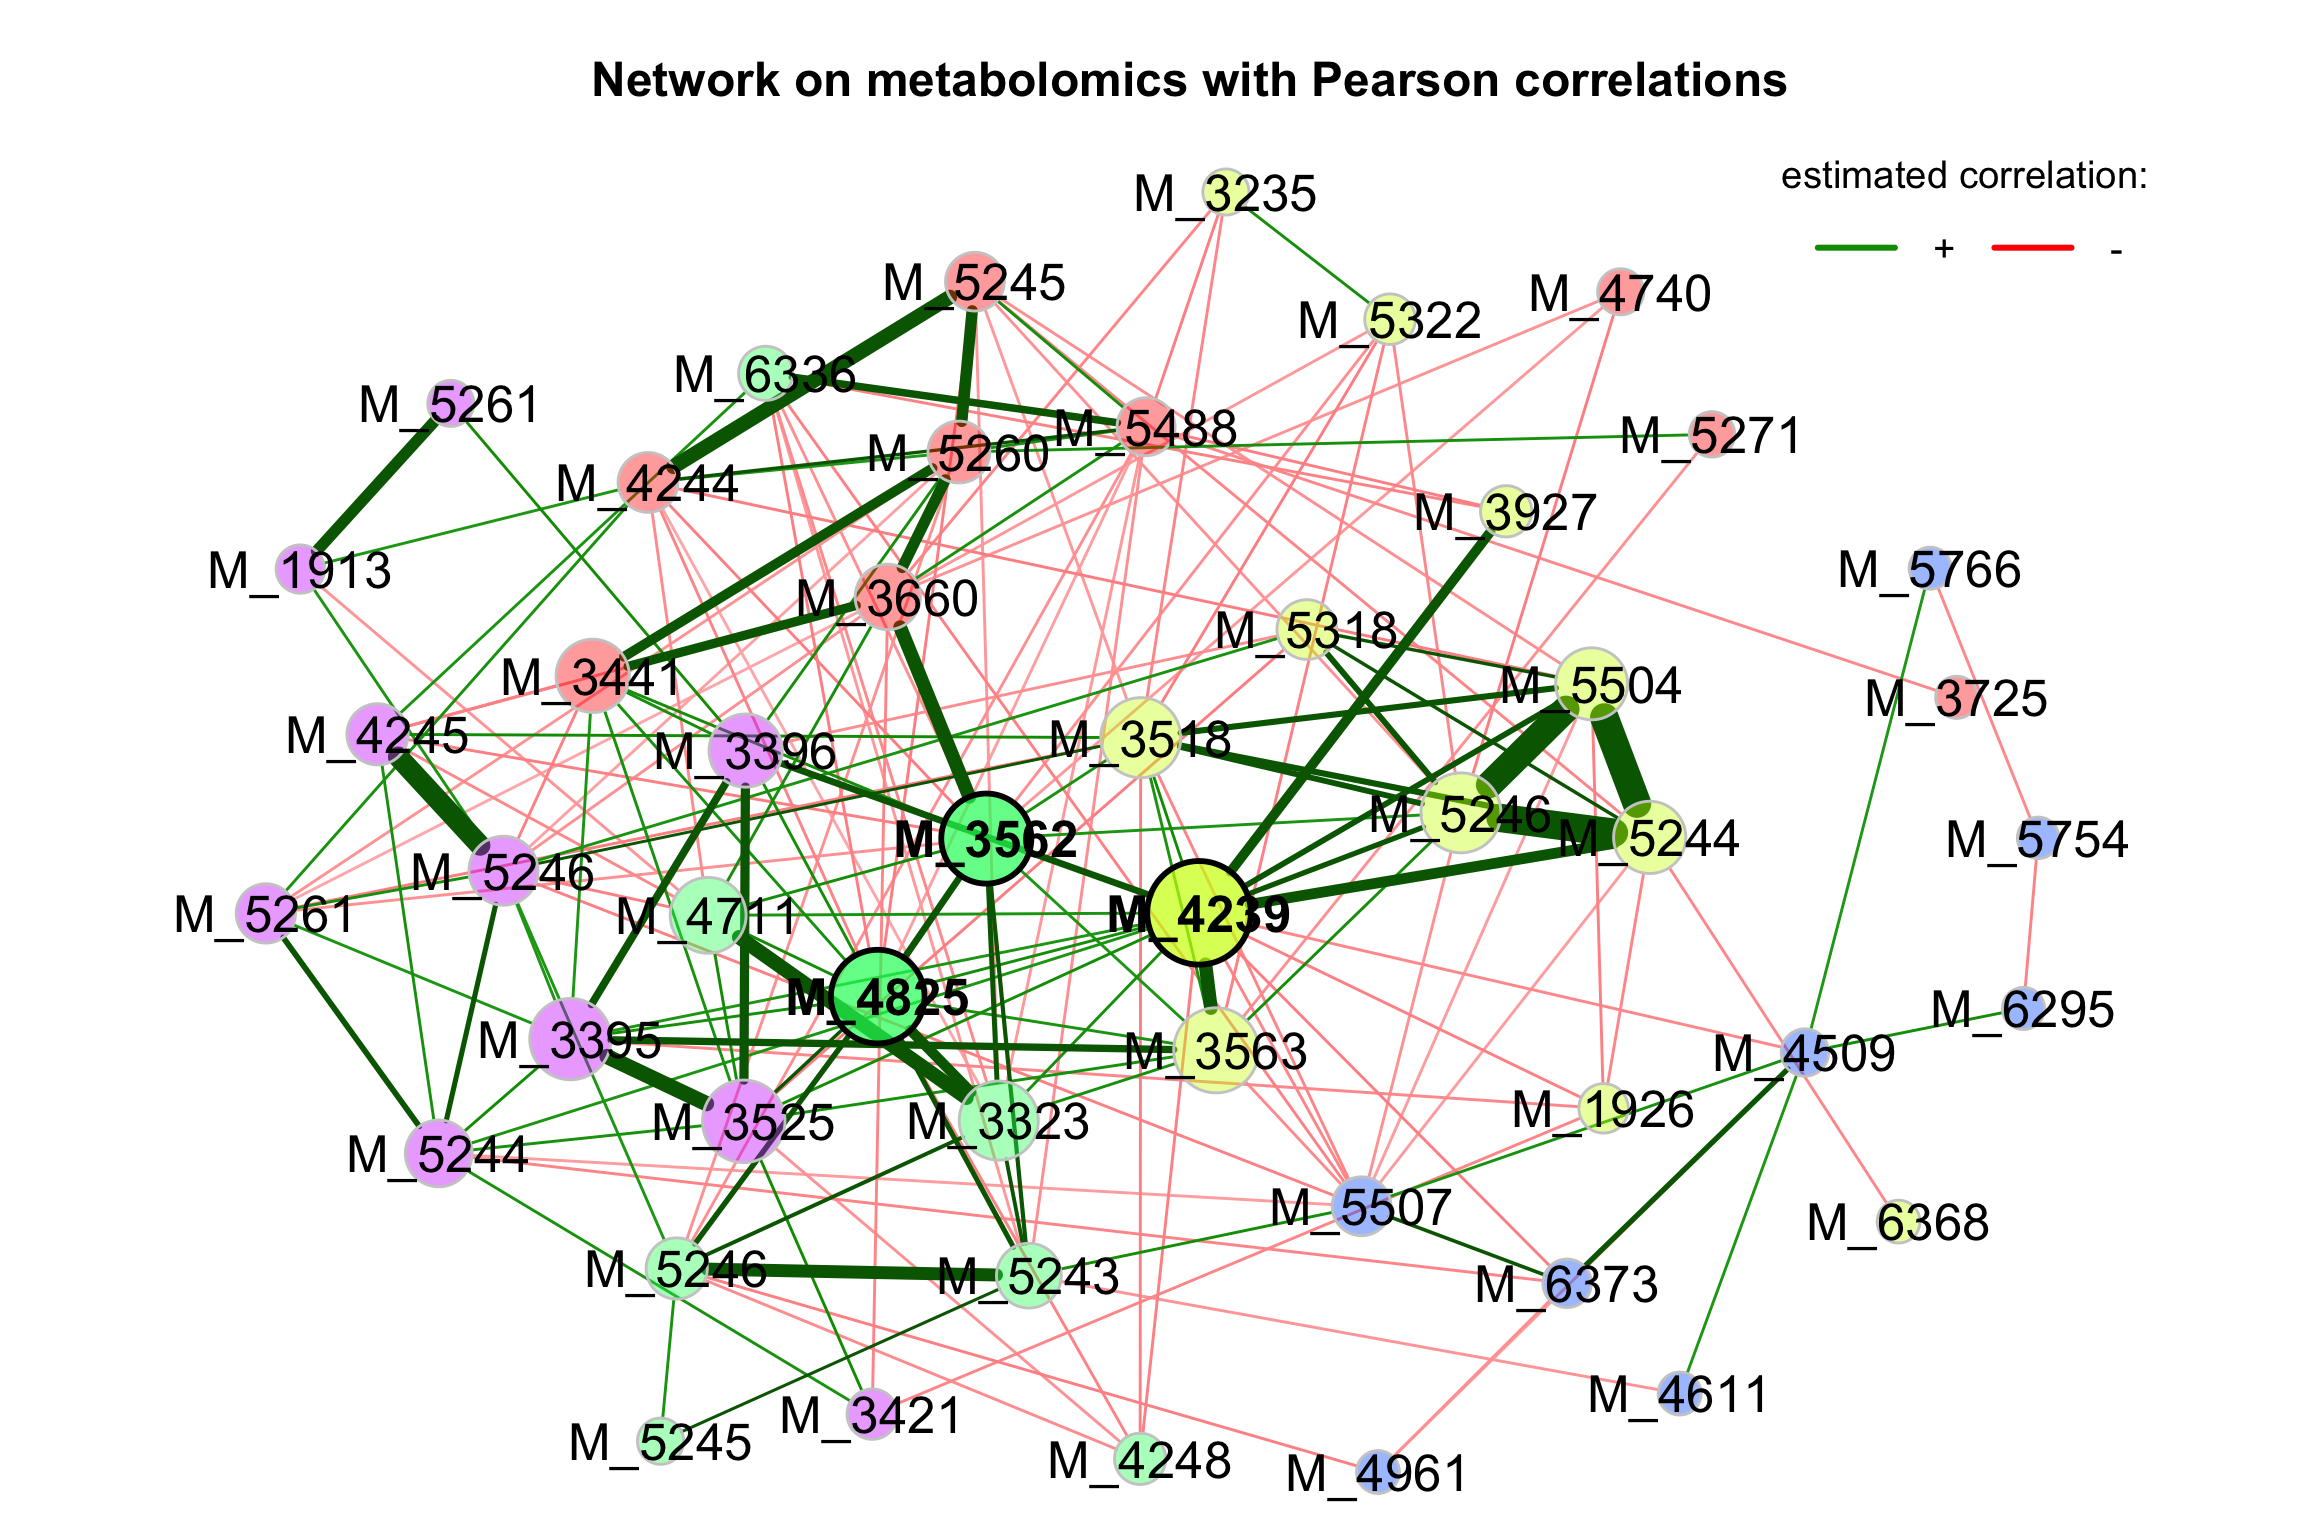 Network on metabolomics with Pearson correlations
estimated correlation:
+ -
M_3235
M_5245
M_4740
M_5322
M_6336
M_5261
M_5488
M_5271
M_5260
M_4244
M_3927
M_1913
M_5766
M_3660
M_5318
M_3441
M_5504
M_3725
M_4245
M_3396
M_3518
M_5246
M_3562
M_5244
M_5754
M_5246
M_5261
M_4711
M_4239
M_4825
M_6295
M_3395
M_3563
M_4509
M_1926
M_3525
M_3323
M_5244
M_5507
M_6368
M_5246
M_5243
M_6373
M_4611
M_3421
M_5245
M_4248
M_4961